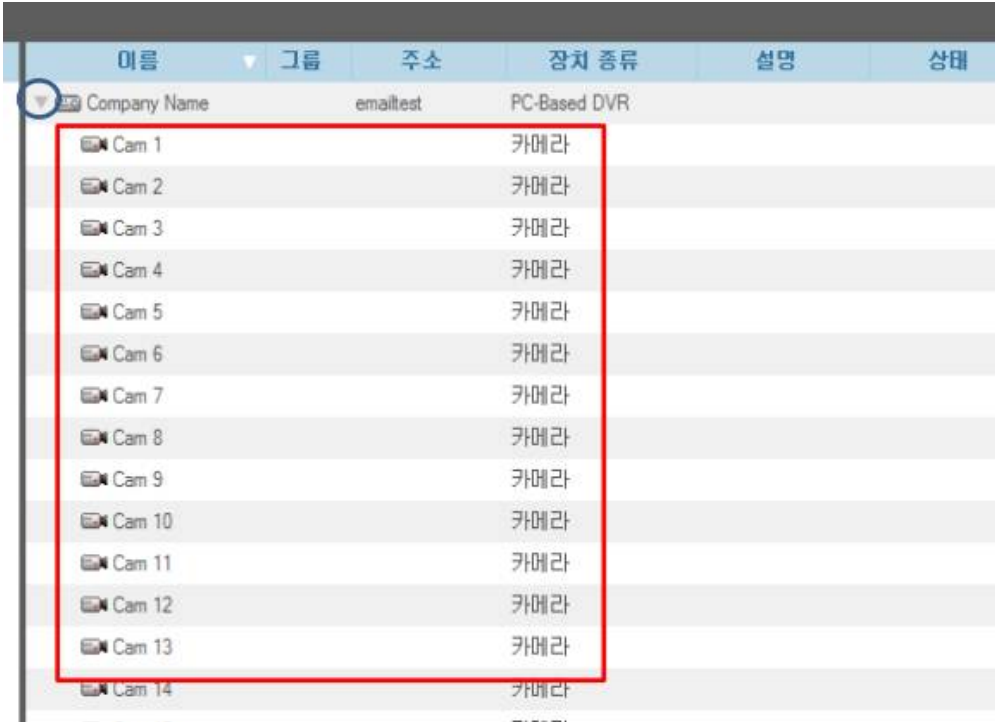 이름 그룹 주소 장치 종류 설명 상태
Company Name emailtest PC-Based DVR
Cam 1 카메라
Cam 2 카메라
Cam 3 카메라
Cam 4 카메라
Cam 5 카메라
Cam 6 카메라
Cam 7 카메라
Cam 8 카메라
Cam 9 카메라
Cam 10 카메라
Cam 11 카메라
Cam 12 카메라
Cam 13 카메라
Cam 14 카메라